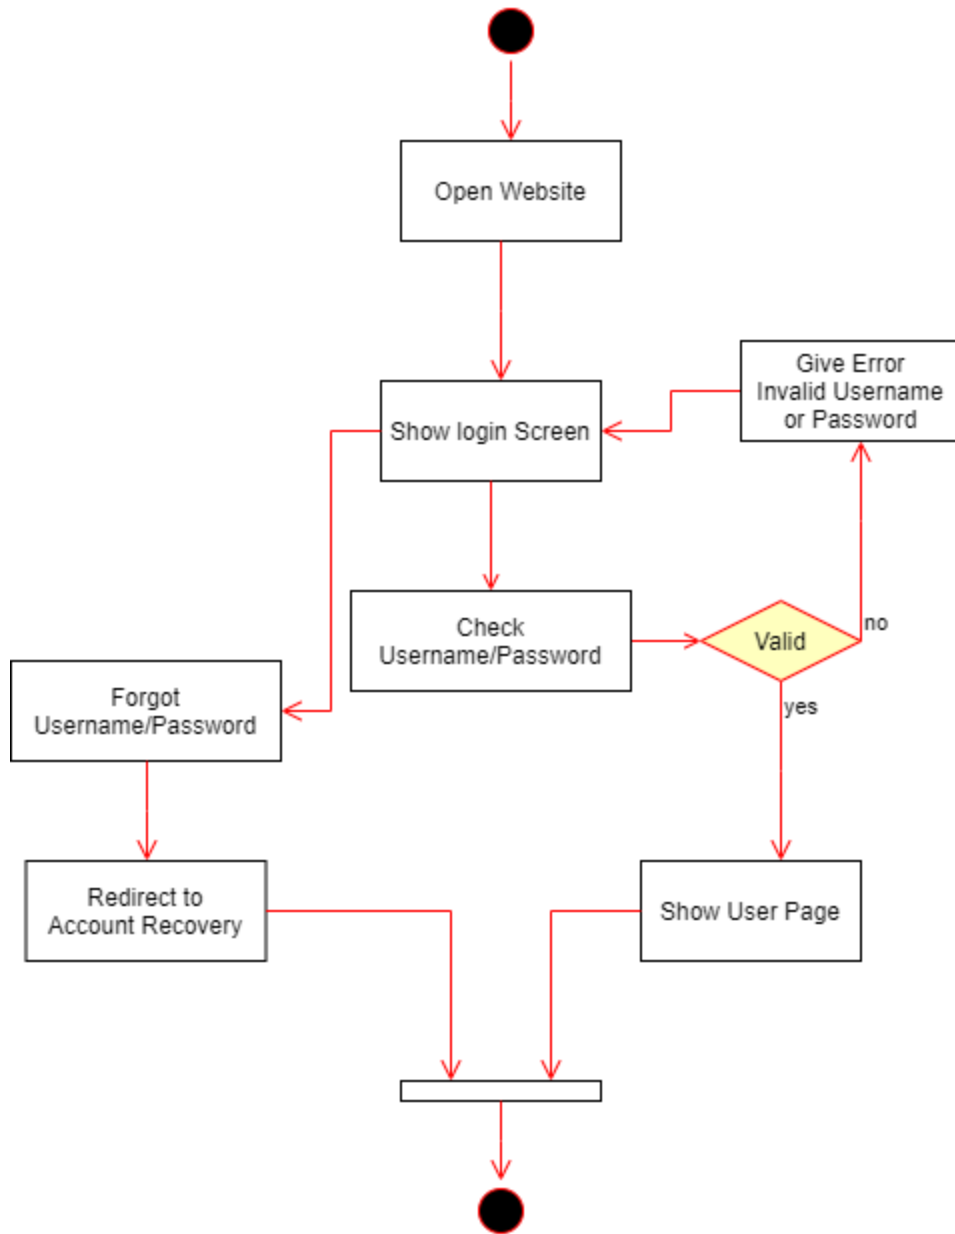 Open Website
Give Error
Invalid Username
or Password
Show login Screen
Check
Username/Password
Valid
no
yes
Forgot
Username/Password
Redirect to
Account Recovery
Show User Page